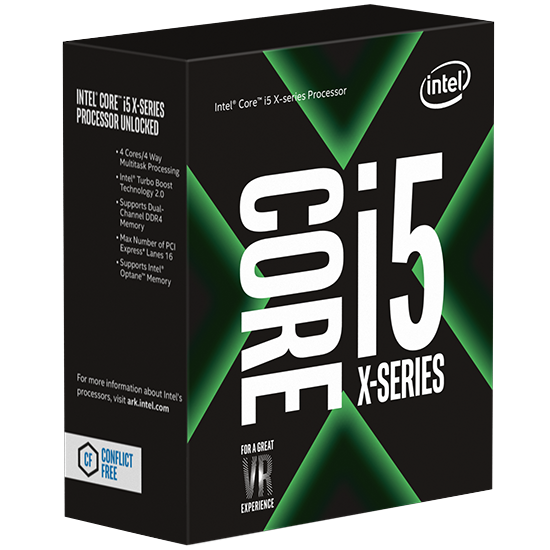 INTEL® CORE™ i5 X-SERIES
PROCESSOR UNLOCKED
• 4 Cores/4 Way
Multitask Processing
• Intel® Turbo Boost
Technology 2.0
• Supports Dual-
Channel DDR4
Memory
• Max Number of PCI
Express® Lanes 16
• Supports Intel®
Optane™ Memory
For more information about Intel's
processors, visit ark.intel.com
CF
CONFLICT
FREE
Intel® Core™ i5 X-series Processor
intel®
CORE i5
X-SERIES
FOR A GREAT
VR
EXPERIENCE